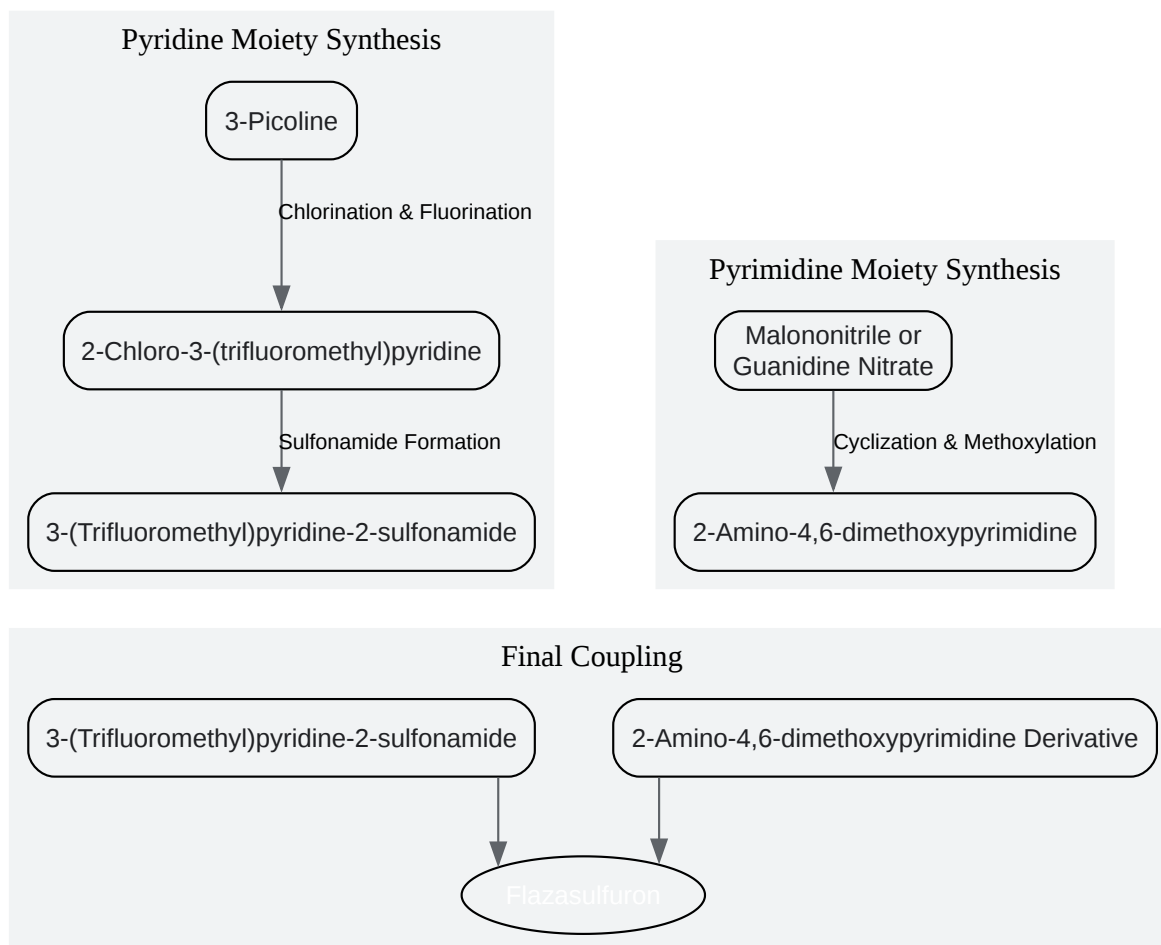 Pyridine Moiety Synthesis
3-Picoline
Chlorination & Fluorination
2-Chloro-3-(trifluoromethyl)pyridine
Sulfonamide Formation
3-(Trifluoromethyl)pyridine-2-sulfonamide
Pyrimidine Moiety Synthesis
Malononitrile or
Guanidine Nitrate
Cyclization & Methoxylation
2-Amino-4,6-dimethoxypyrimidine
Final Coupling
3-(Trifluoromethyl)pyridine-2-sulfonamide
2-Amino-4,6-dimethoxypyrimidine Derivative
Flazasulfuron